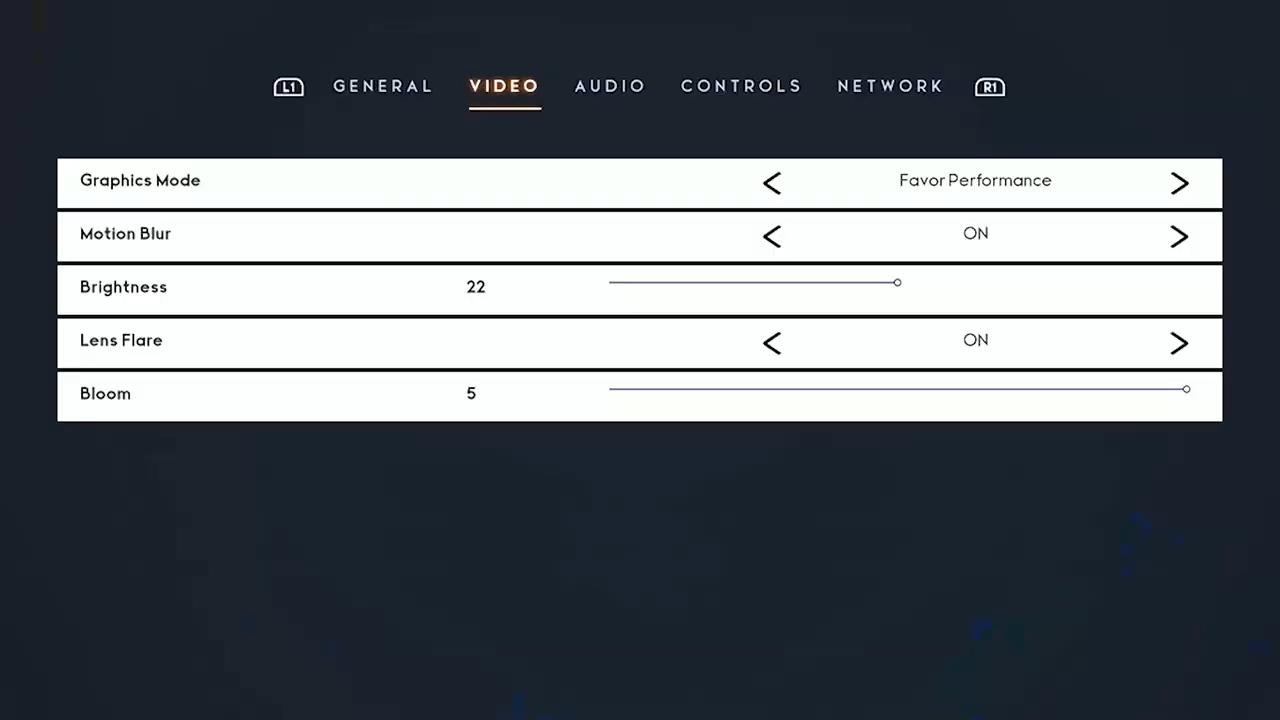 L1 GENERAL VIDEO AUDIO CONTROLS NETWORK R1
Graphics Mode Favor Performance
Motion Blur ON
Brightness 22
Lens Flare ON
Bloom 5